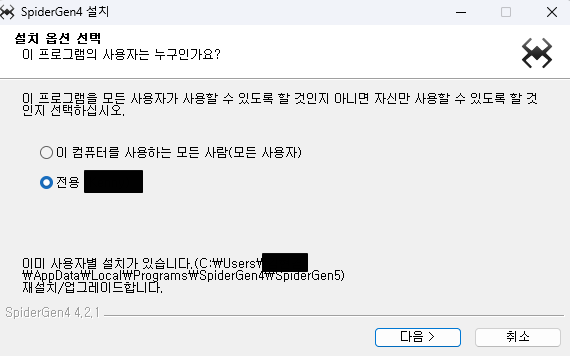 SpiderGen4 설치
설치 옵션 선택
이 프로그램의 사용자는 누구인가요?
이 프로그램을 모든 사용자가 사용할 수 있도록 할 것인지 아니면 자신만 사용할 수 있도록 할 것
인지 선택하십시오.
이 컴퓨터를 사용하는 모든 사람(모든 사용자)
전용
이미 사용자별 설치가 있습니다.(C:\Users\
\AppData\Local\Programs\SpiderGen4\SpiderGen5)
재설치/업그레이드합니다.
SpiderGen4 4.2.1
다음 >
취소